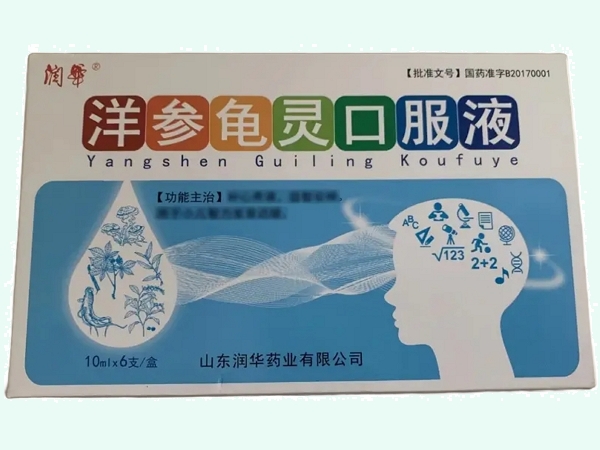 润华®
【批准文号】国药准字B20170001
洋参龟灵口服液
Yangshen Guiling Koufuye
【功能主治】
ABC
√123
2+2
10ml×6支/盒
山东润华药业有限公司